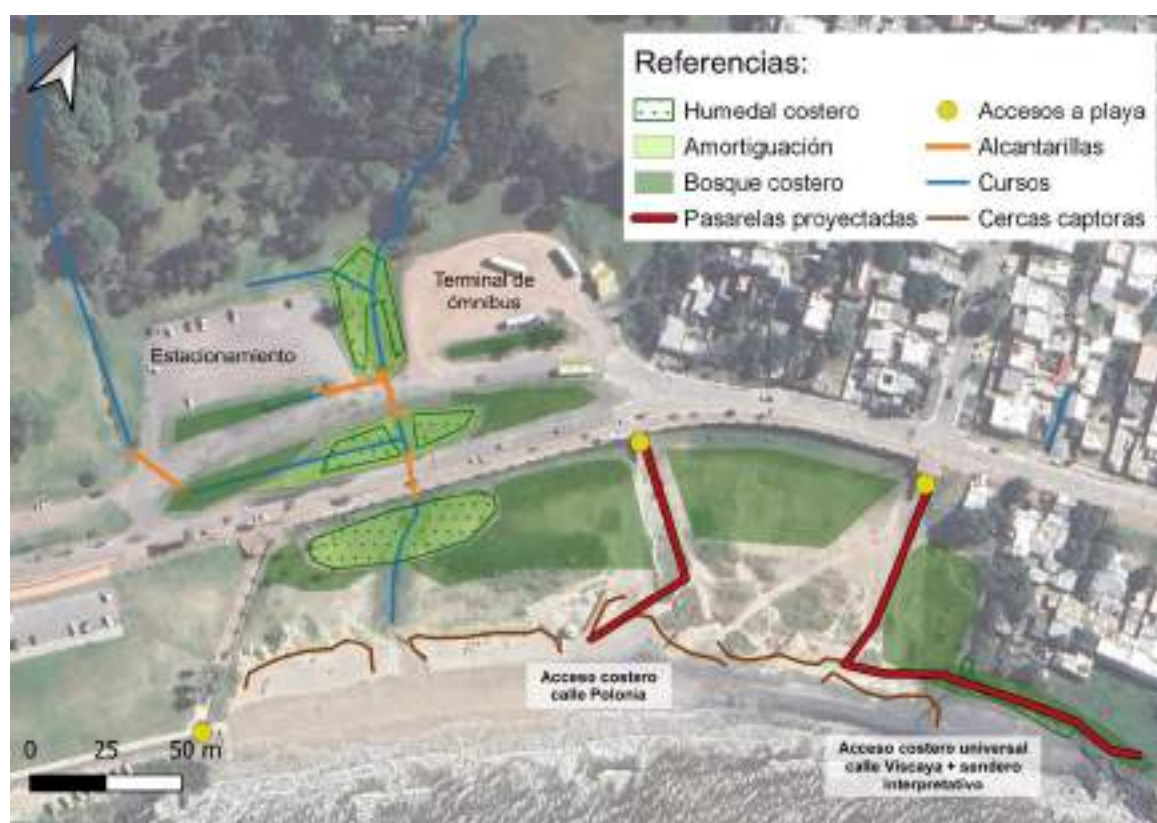 Referencias:
Humedal costero
Amortiguación
Bosque costero
Pasarelas proyectadas
Accesos a playa
Alcantarillas
Cursos
Cercas captoras
Terminal de
ómnibus
Estacionamiento
Acceso costero
calle Polonia
Acceso costero universal
calle Viscaya + sendero
interpretativo
0 25 50 m